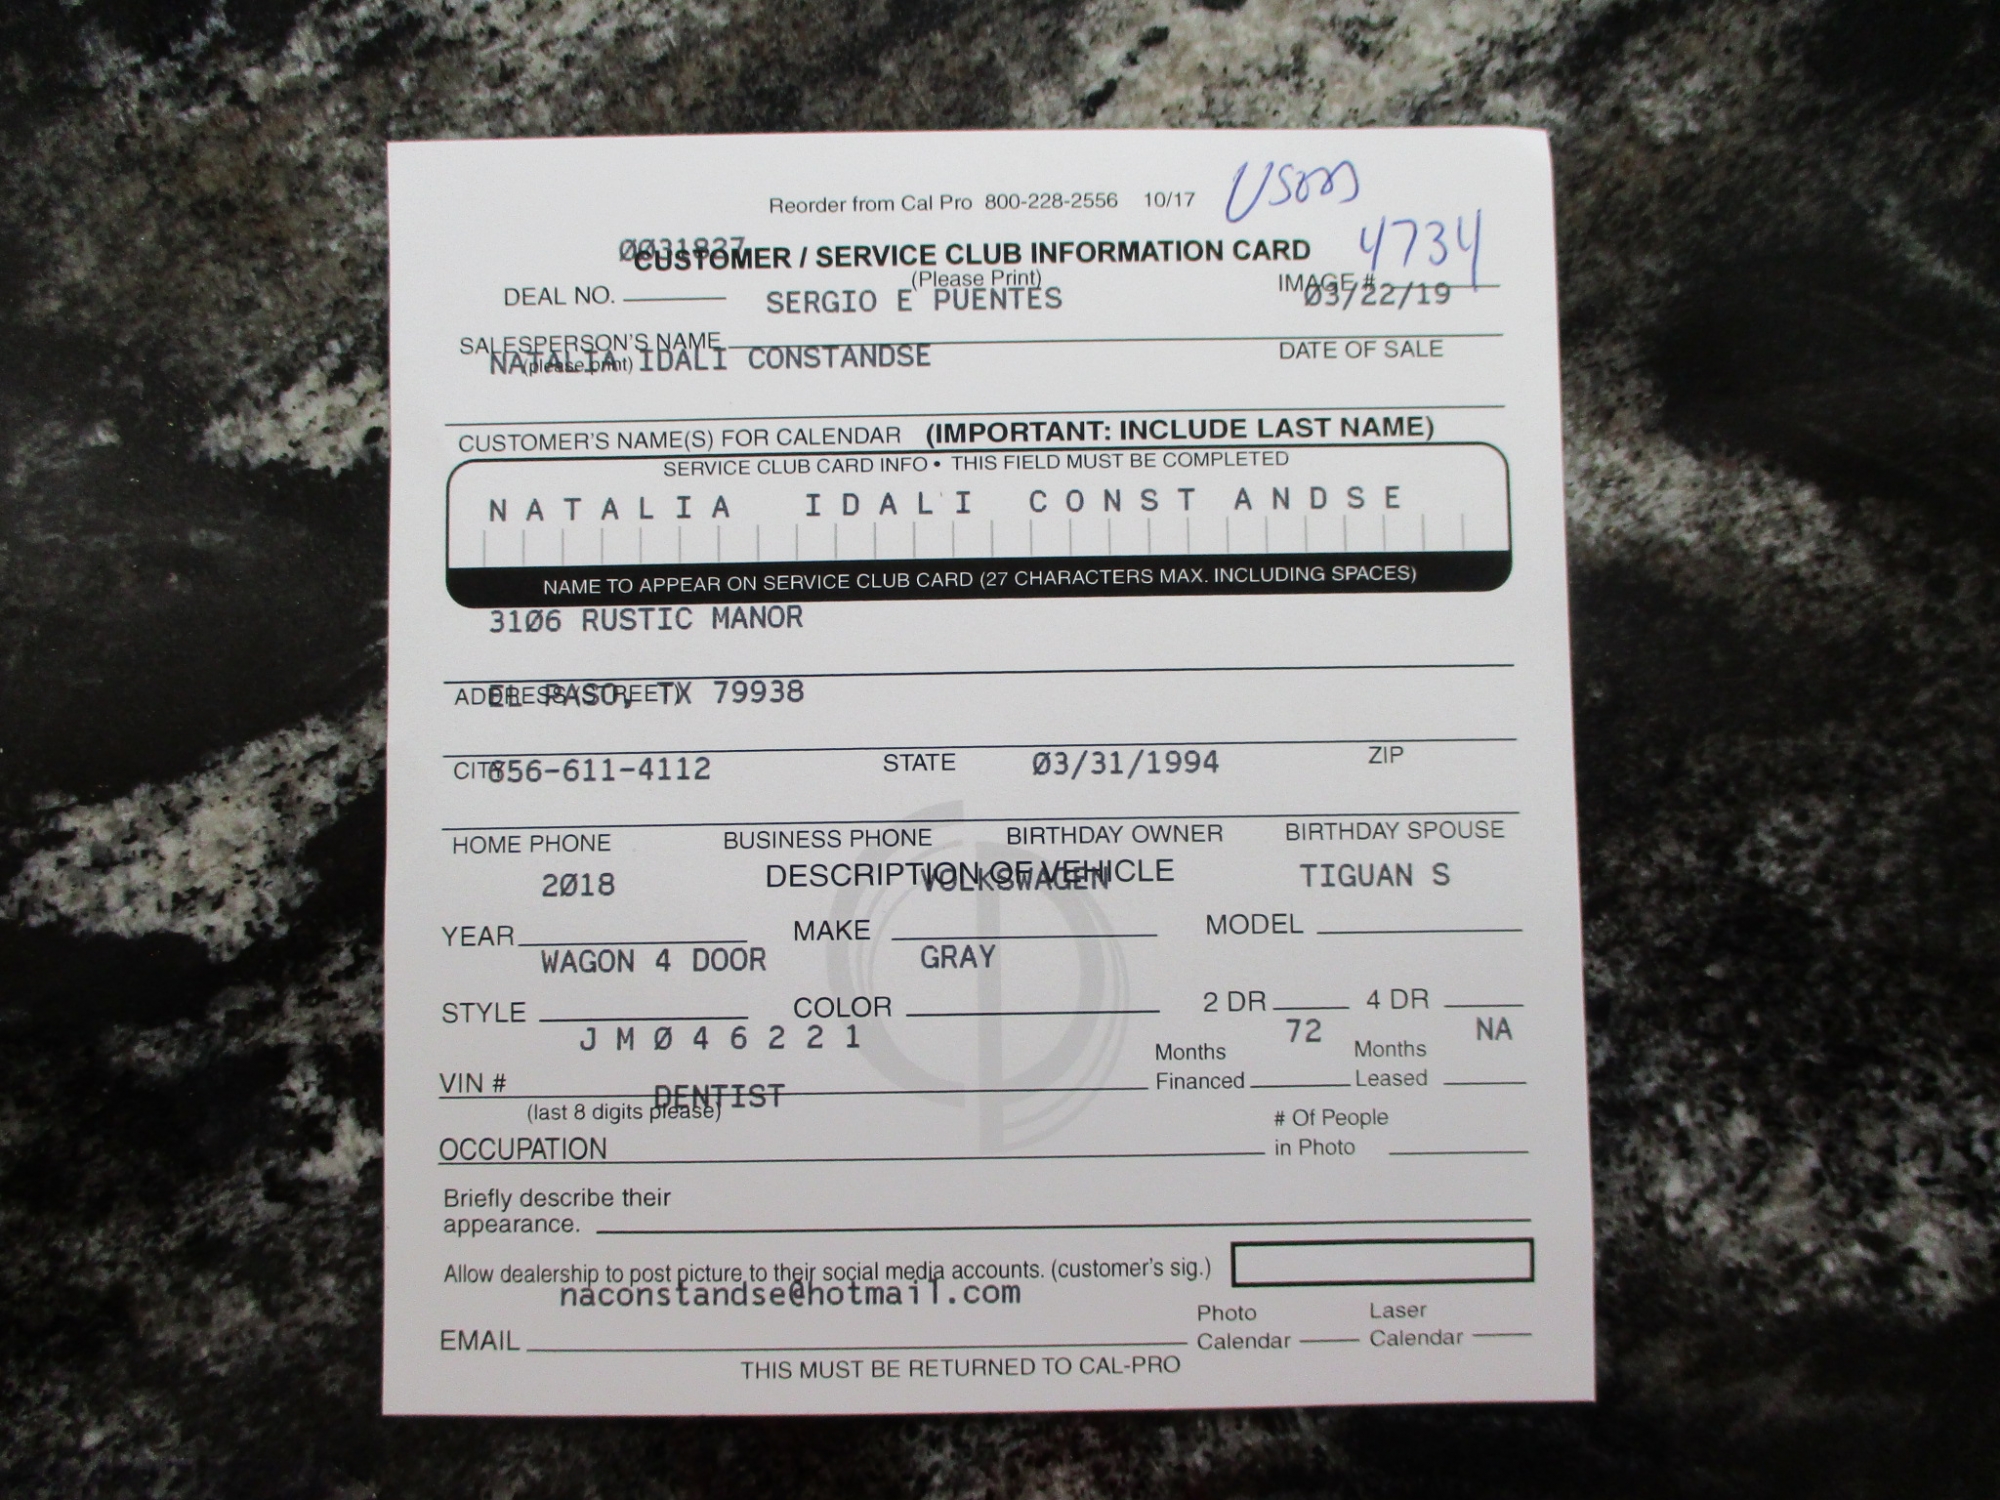 Reorder from Cal Pro 800-228-2556 10/17
4734
CUSTOMER / SERVICE CLUB INFORMATION CARD
(Please Print)
DEAL NO. 0031827 IMAGE #
SERGIO E PUENTES 03/22/19
SALESPERSON'S NAME DATE OF SALE
(please print)
NATALIA IDALI CONSTANDSE
CUSTOMER'S NAME(S) FOR CALENDAR (IMPORTANT: INCLUDE LAST NAME)
SERVICE CLUB CARD INFO • THIS FIELD MUST BE COMPLETED
NATALIA IDALI CONSTANDSE
NAME TO APPEAR ON SERVICE CLUB CARD (27 CHARACTERS MAX. INCLUDING SPACES)
3106 RUSTIC MANOR
ADDRESS (STREET)
EL PASO, TX 79938
CITY STATE ZIP
656-611-4112 03/31/1994
HOME PHONE BUSINESS PHONE BIRTHDAY OWNER BIRTHDAY SPOUSE
DESCRIPTION OF VEHICLE
2018 VOLKSWAGEN TIGUAN S
YEAR MAKE MODEL
WAGON 4 DOOR GRAY
STYLE COLOR 2 DR 4 DR
JM046221 72 NA
VIN # Months Financed Months Leased
(last 8 digits please)
DENTIST
OCCUPATION # Of People in Photo
Briefly describe their
appearance.
Allow dealership to post picture to their social media accounts. (customer's sig.)
naconstandse@hotmail.com
EMAIL Photo Calendar Laser Calendar
THIS MUST BE RETURNED TO CAL-PRO